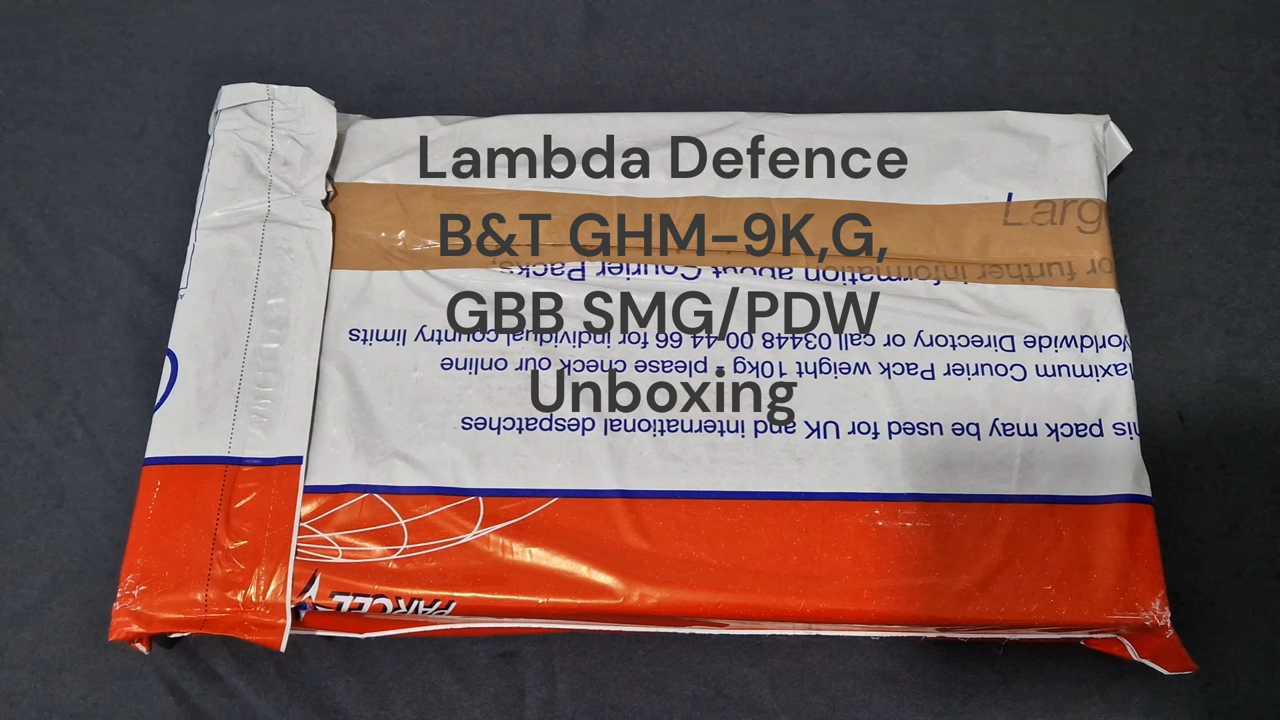 Lambda Defence
B&T GHM-9K,G,
GBB SMG/PDW
Unboxing
Large
or further information about Courier Packs,
Worldwide Directory or call 03448 00 44 66 for individual country limits
Maximum Courier Pack weight 10kg - please check our online
This pack may be used for UK and international despatches
PARCEL